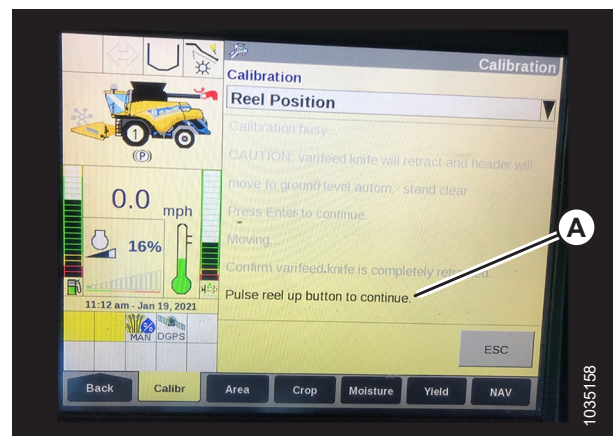 Calibration
Calibration
Reel Position
Calibration busy.
CAUTION: varifeed knife will retract and header will
move to ground level autom.- stand clear
Press Enter to continue.
Moving...
Confirm varifeed knife is completely retracted.
Pulse reel up button to continue.
A
1
(P)
0.0 mph
16%
11:12 am - Jan 19, 2021
MAN DGPS
ESC
Back Calibr Area Crop Moisture Yield NAV
1035158